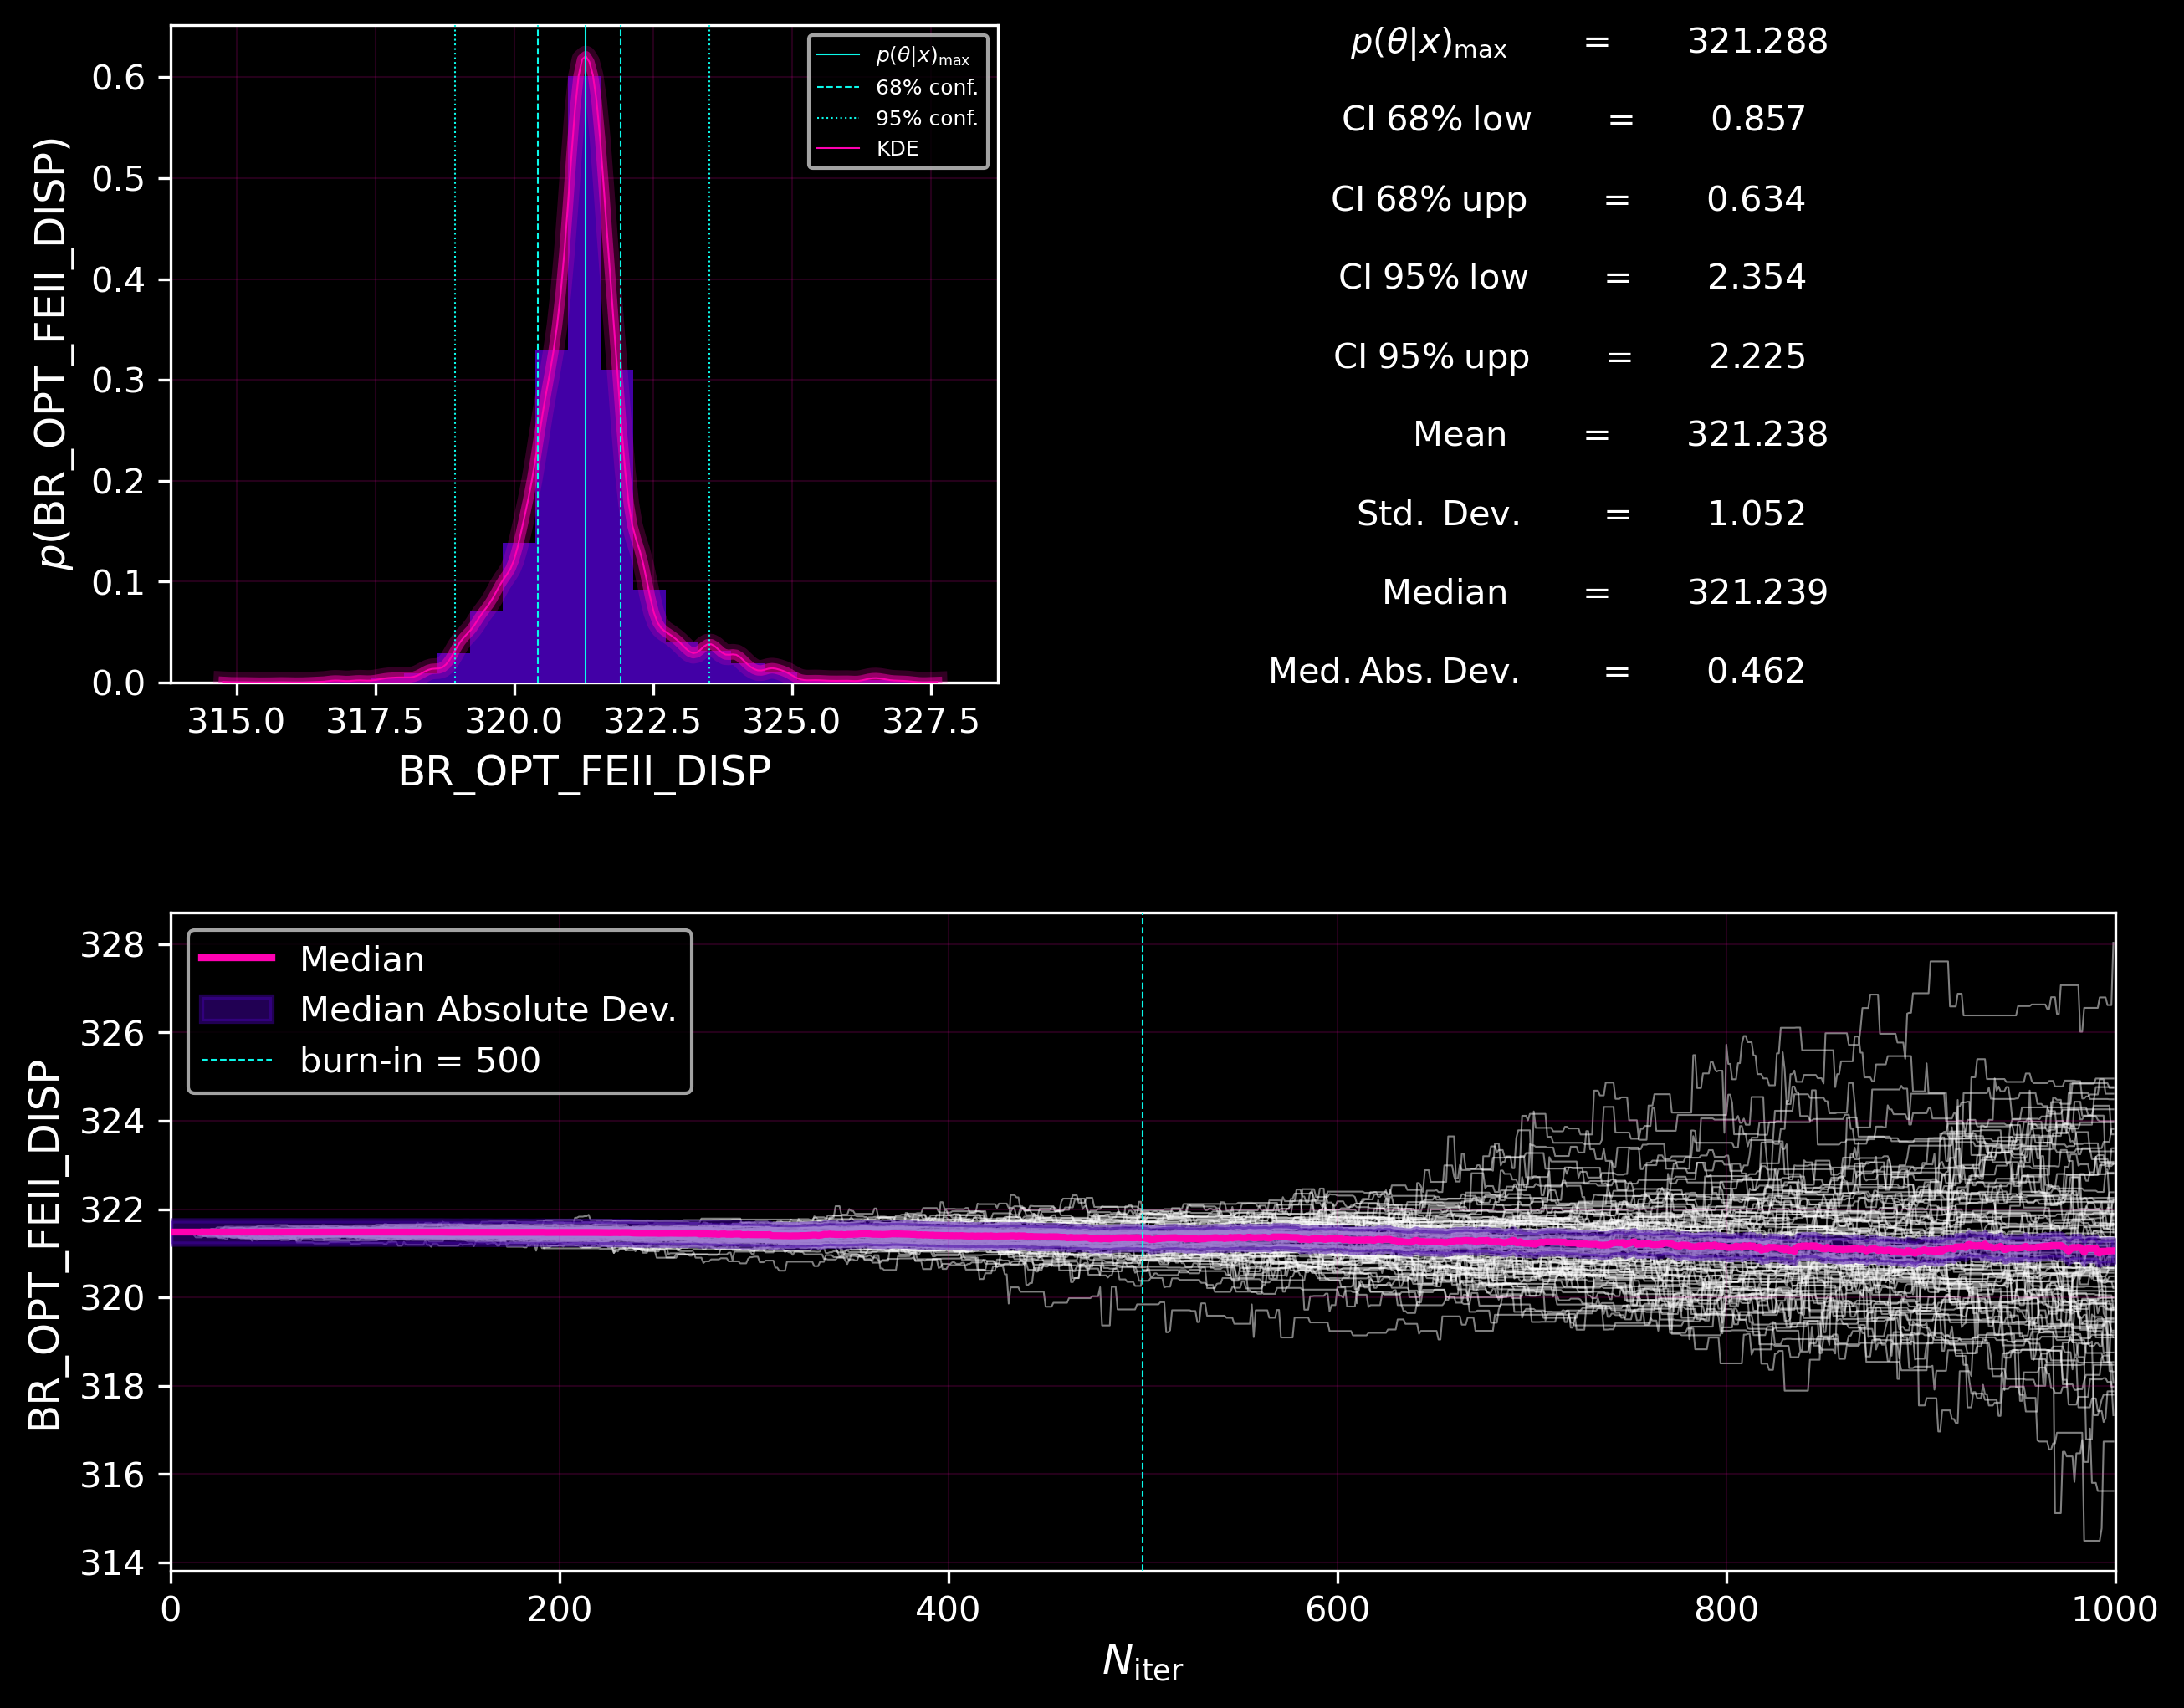 p(BR_OPT_FEII_DISP)
0.6
0.5
0.4
0.3
0.2
0.1
0.0
315.0 317.5 320.0 322.5 325.0 327.5
BR_OPT_FEII_DISP
p(θ|x)max
68% conf.
95% conf.
KDE
p(θ|x)max = 321.288
CI 68% low = 0.857
CI 68% upp = 0.634
CI 95% low = 2.354
CI 95% upp = 2.225
Mean = 321.238
Std. Dev. = 1.052
Median = 321.239
Med. Abs. Dev. = 0.462
BR_OPT_FEII_DISP
328
326
324
322
320
318
316
314
Median
Median Absolute Dev.
burn-in = 500
0 200 400 600 800 1000
Niter